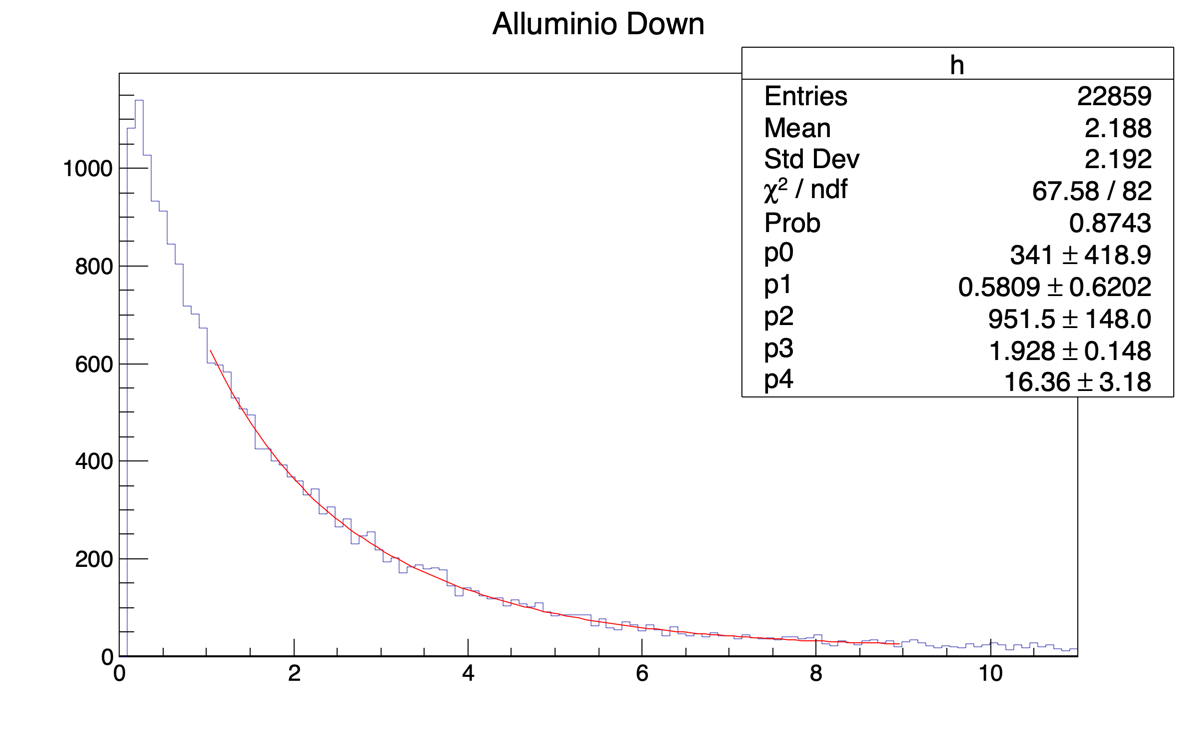 Alluminio Down
h
Entries 22859
Mean 2.188
Std Dev 2.192
χ² / ndf 67.58 / 82
Prob 0.8743
p0 341 ± 418.9
p1 0.5809 ± 0.6202
p2 951.5 ± 148.0
p3 1.928 ± 0.148
p4 16.36 ± 3.18
1000
800
600
400
200
0
0 2 4 6 8 10